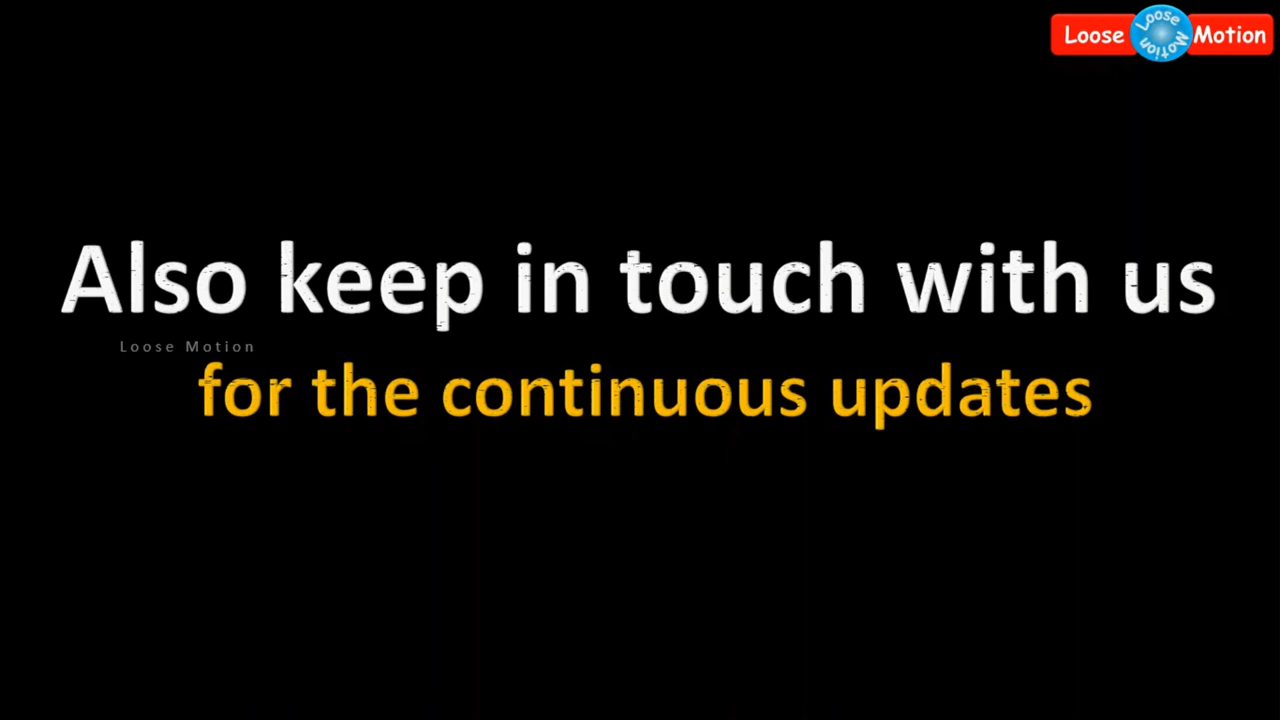 Loose Loose Motion Motion
Also keep in touch with us
Loose Motion
for the continuous updates